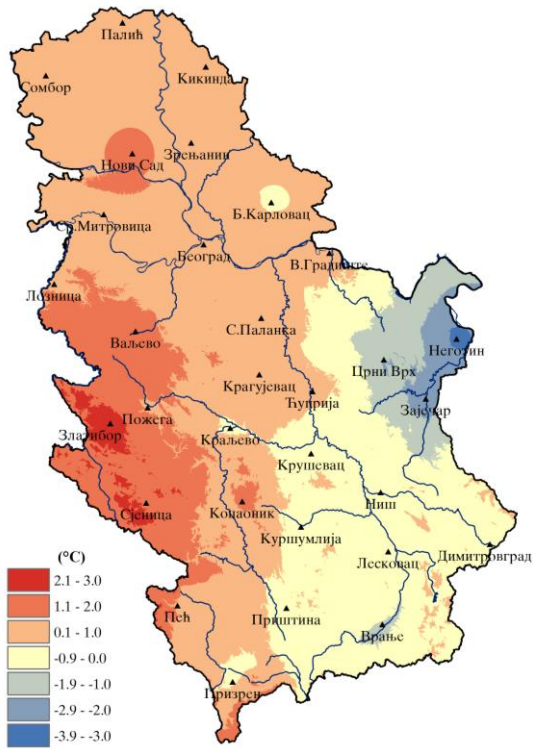 Палић
Сомбор
Кикинда
Нови Сад
Зрењанин
Б.Карловац
Ср.Митровица
Београд
В.Градиште
Лозница
Ваљево
С.Паланка
Црни Врх
Неготин
Крагујевац
Ћуприја
Зајечар
Пожега
Златибор
Краљево
Крушевац
Сјеница
Копаоник
Ниш
Куршумлија
Лесковац
Димитровград
Пећ
Приштина
Врање
Призрен
(°C)
2.1 - 3.0
1.1 - 2.0
0.1 - 1.0
-0.9 - 0.0
-1.9 - -1.0
-2.9 - -2.0
-3.9 - -3.0